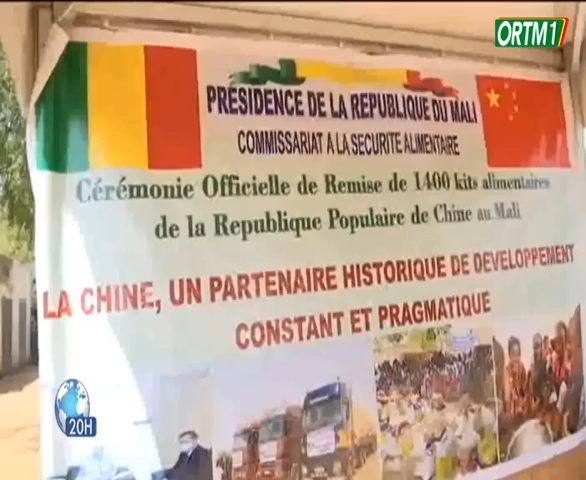 ORTM1
PRÉSIDENCE DE LA REPUBLIQUE DU MALI
COMMISSARIAT A LA SECURITE ALIMENTAIRE
Cérémonie Officielle de Remise de 1400 kits alimentaires
de la Republique Populaire de Chine au Mali
LA CHINE, UN PARTENAIRE HISTORIQUE DE DEVELOPPEMENT
CONSTANT ET PRAGMATIQUE
20H